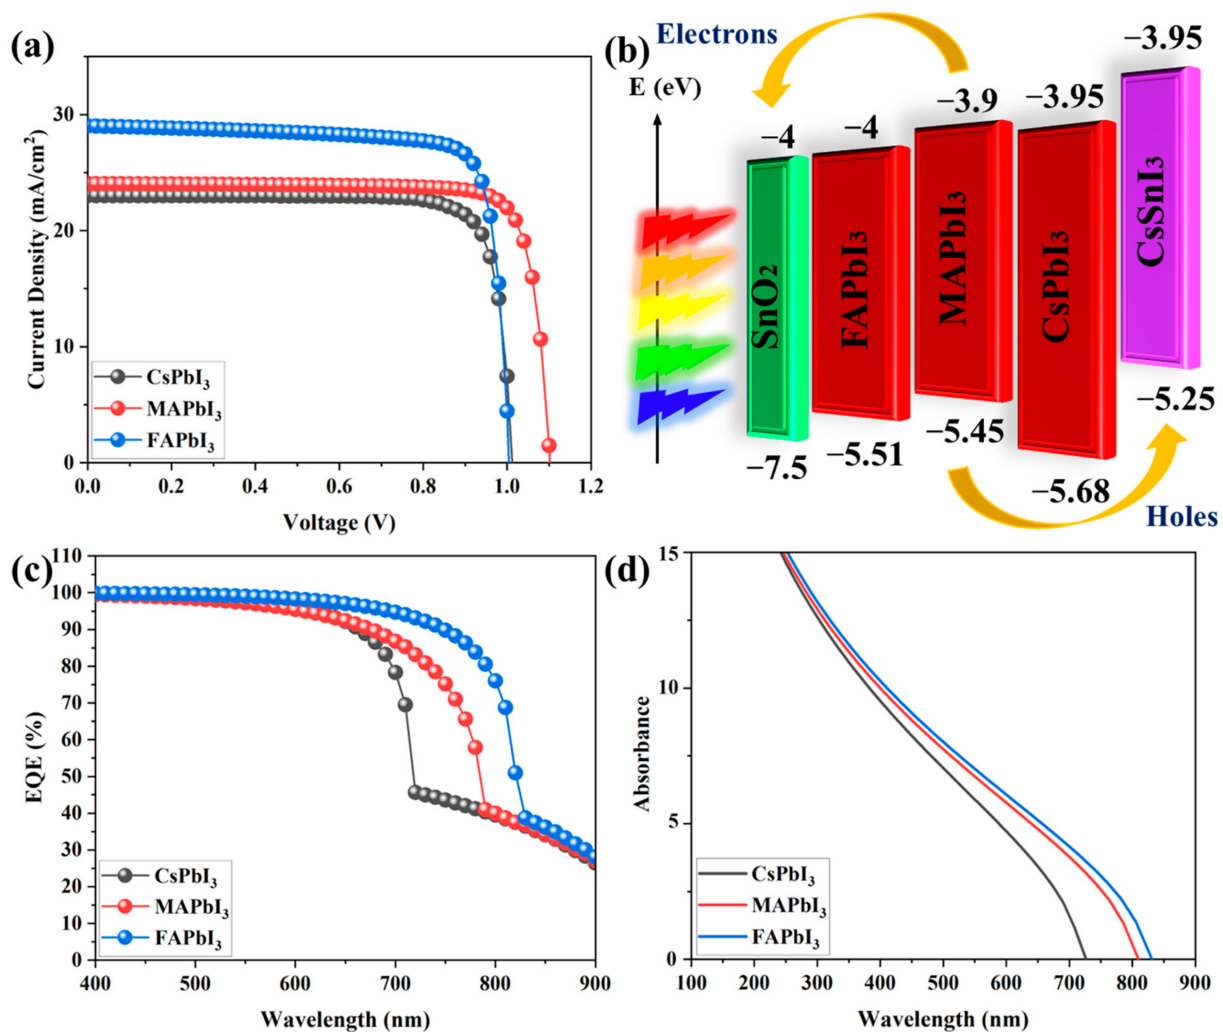 (a)
Current Density (mA/cm²)
30
20
10
0
CsPbI₃
MAPbI₃
FAPbI₃
0.0 0.2 0.4 0.6 0.8 1.0 1.2
Voltage (V)
(b)
Electrons
E (eV)
−4
−4
−3.9
−3.95
−3.95
SnO₂
FAPbI₃
MAPbI₃
CsPbI₃
CsSnI₃
−7.5
−5.51
−5.45
−5.68
−5.25
Holes
(c)
EQE (%)
110
100
90
80
70
60
50
40
30
20
10
0
CsPbI₃
MAPbI₃
FAPbI₃
400 500 600 700 800 900
Wavelength (nm)
(d)
Absorbance
15
10
5
0
CsPbI₃
MAPbI₃
FAPbI₃
100 200 300 400 500 600 700 800 900
Wavelength (nm)